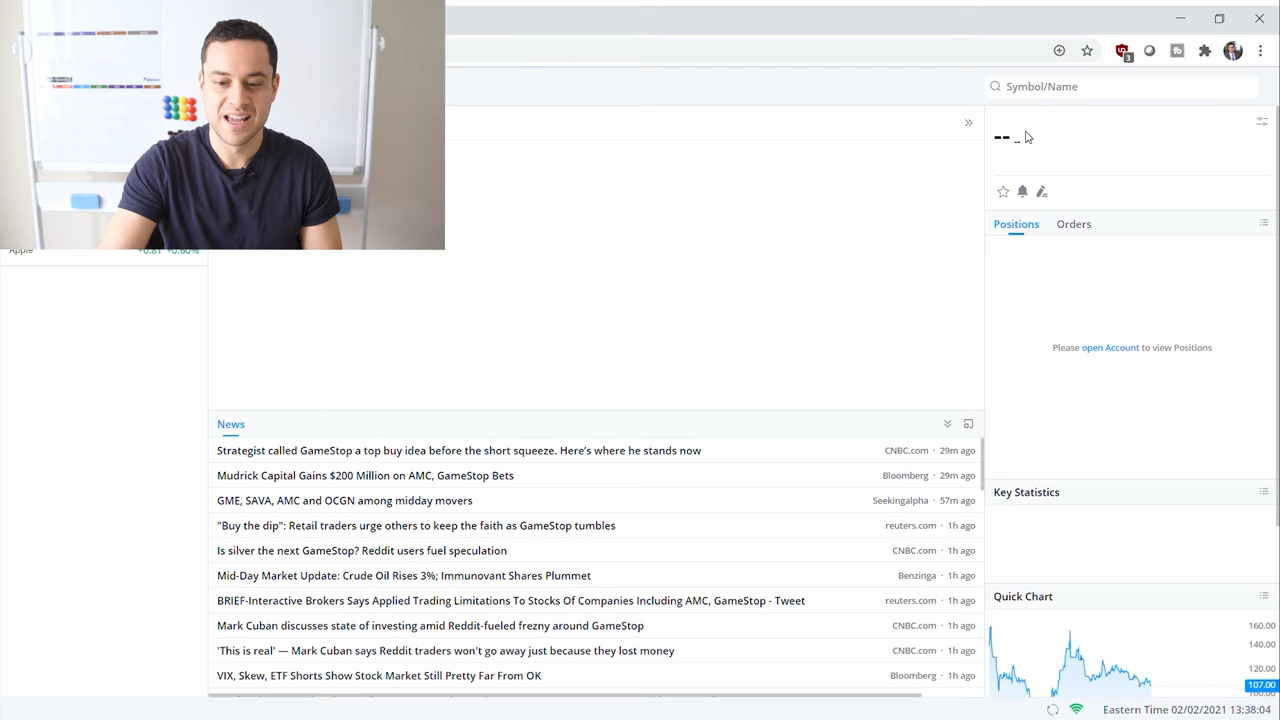 3
Symbol/Name
»
-- --
Positions Orders
Apple +0.81 +0.60%
Please open Account to view Positions
News
Strategist called GameStop a top buy idea before the short squeeze. Here's where he stands now CNBC.com · 29m ago
Mudrick Capital Gains $200 Million on AMC, GameStop Bets Bloomberg · 29m ago
GME, SAVA, AMC and OCGN among midday movers Seekingalpha · 57m ago
"Buy the dip": Retail traders urge others to keep the faith as GameStop tumbles reuters.com · 1h ago
Is silver the next GameStop? Reddit users fuel speculation CNBC.com · 1h ago
Mid-Day Market Update: Crude Oil Rises 3%; Immunovant Shares Plummet Benzinga · 1h ago
BRIEF-Interactive Brokers Says Applied Trading Limitations To Stocks Of Companies Including AMC, GameStop - Tweet reuters.com · 1h ago
Mark Cuban discusses state of investing amid Reddit-fueled frezny around GameStop CNBC.com · 1h ago
'This is real' — Mark Cuban says Reddit traders won't go away just because they lost money CNBC.com · 1h ago
VIX, Skew, ETF Shorts Show Stock Market Still Pretty Far From OK Bloomberg · 1h ago
Key Statistics
Quick Chart
160.00
140.00
120.00
107.00
Eastern Time 02/02/2021 13:38:04